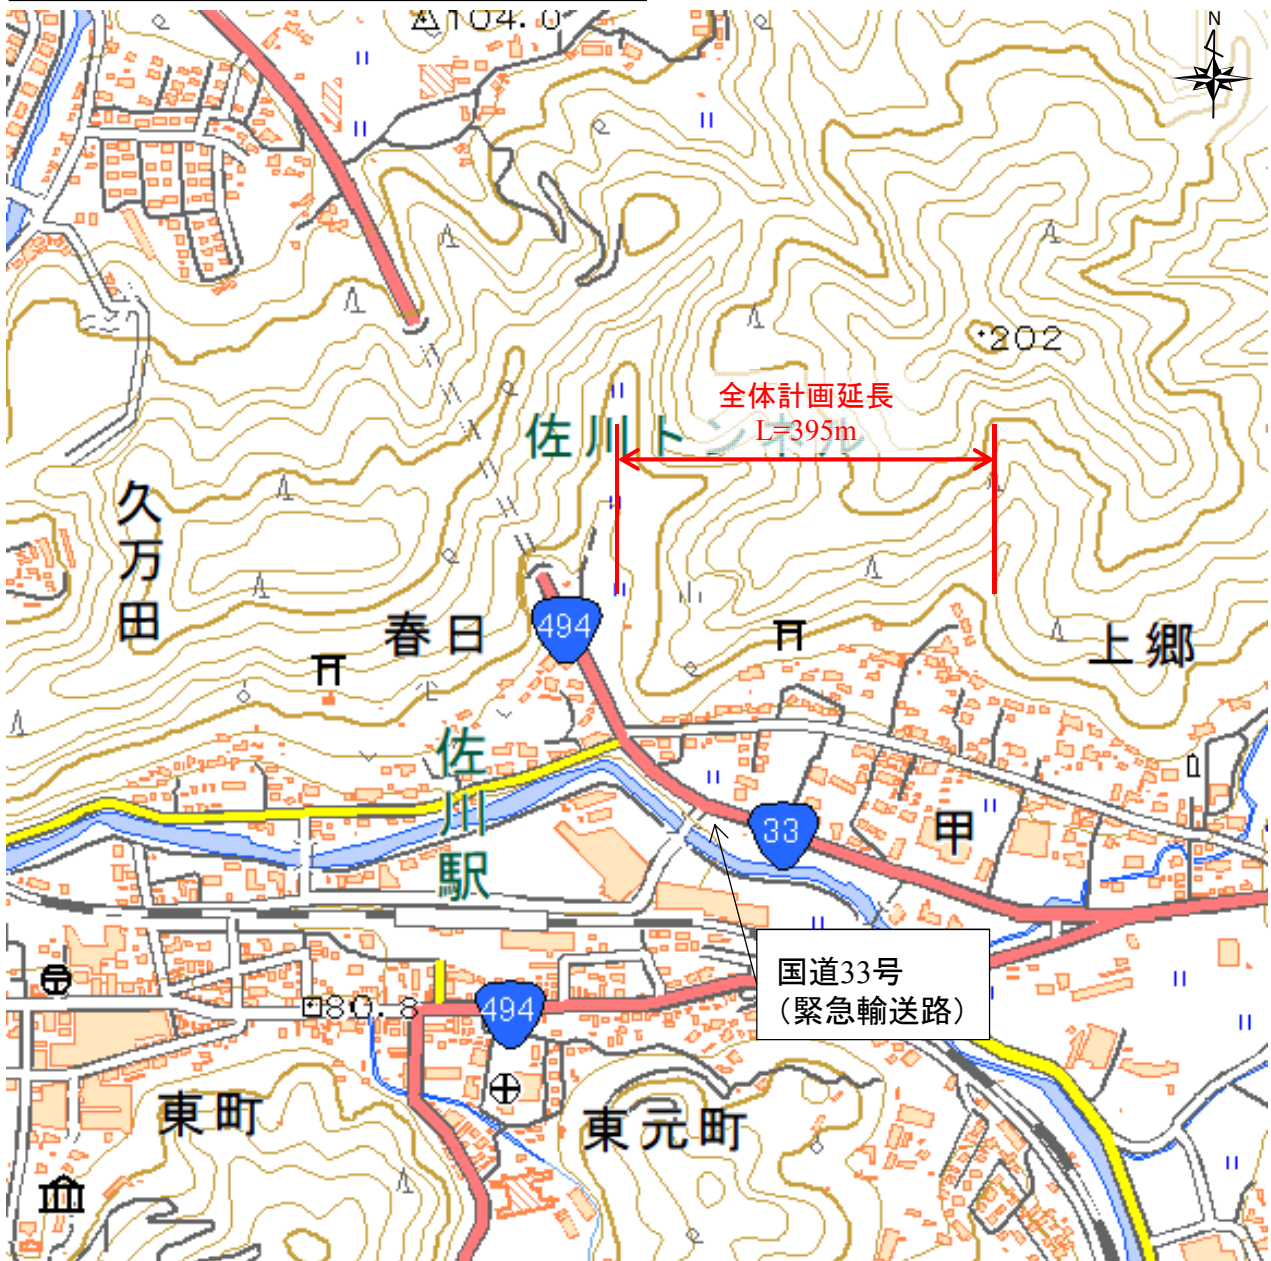 104.0
N
202
全体計画延長
L=395m
佐川トンネル
久万田
494
春日
上郷
佐川駅
33
甲
国道33号
（緊急輸送路）
494
80.8
東町
東元町